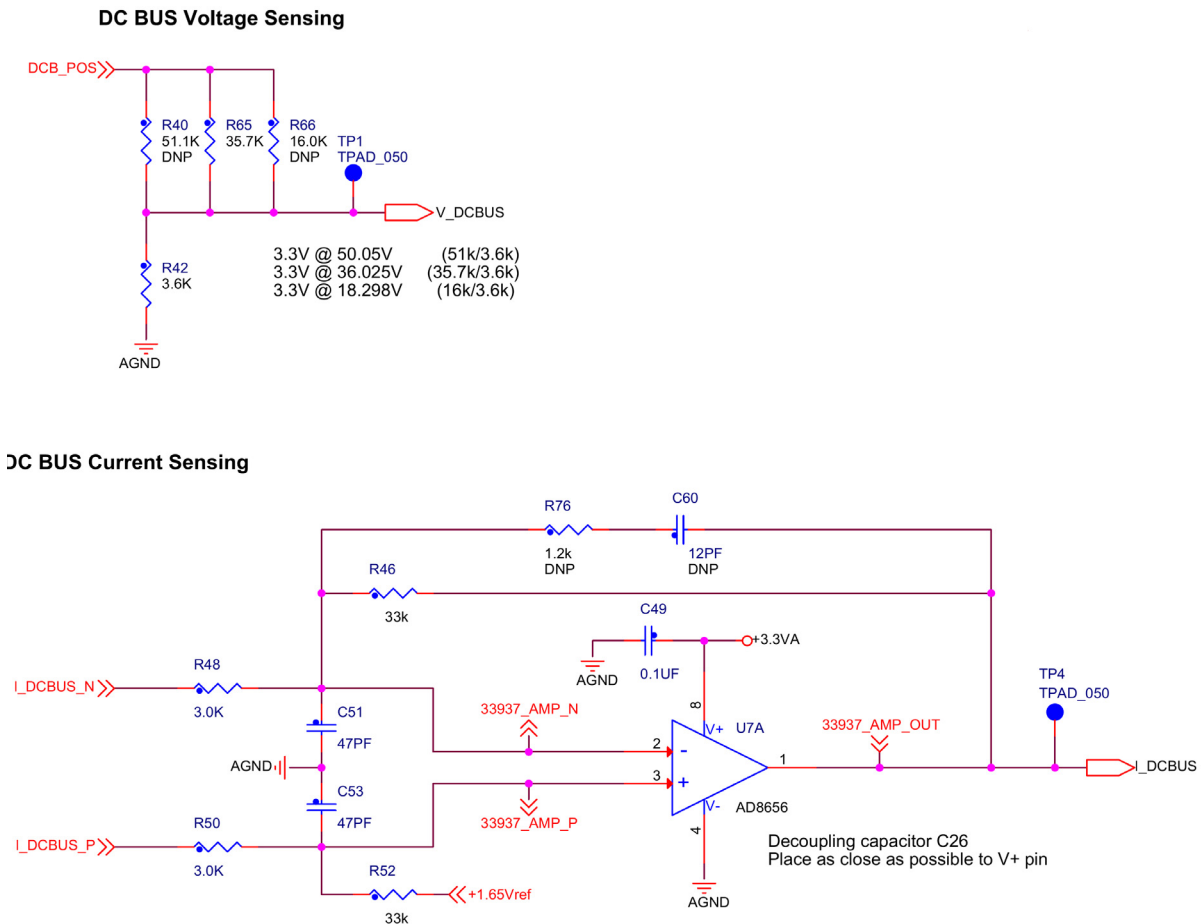 DC BUS Voltage Sensing
DCB_POS
R40
51.1K
DNP
R65
35.7K
R66
16.0K
DNP
TP1
TPAD_050
V_DCBUS
R42
3.6K
3.3V @ 50.05V (51k/3.6k)
3.3V @ 36.025V (35.7k/3.6k)
3.3V @ 18.298V (16k/3.6k)
AGND
DC BUS Current Sensing
R76
1.2k
DNP
C60
12PF
DNP
R46
33k
C49
0.1UF
+3.3VA
AGND
R48
I_DCBUS_N
3.0K
C51
47PF
33937_AMP_N
8
V+
U7A
2
-
TP4
TPAD_050
33937_AMP_OUT
AGND
1
I_DCBUS
3
+
C53
47PF
33937_AMP_P
V-
AD8656
4
R50
I_DCBUS_P
3.0K
Decoupling capacitor C26
Place as close as possible to V+ pin
R52
+1.65Vref
33k
AGND